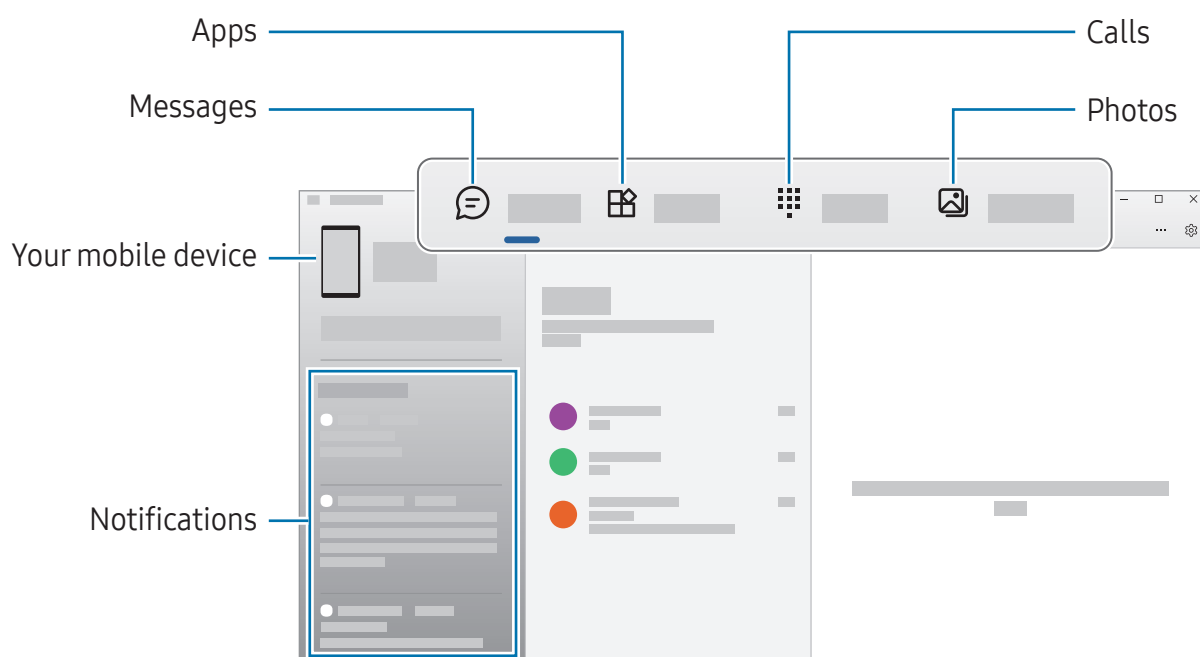 Apps
Calls
Messages
Photos
Your mobile device
Notifications